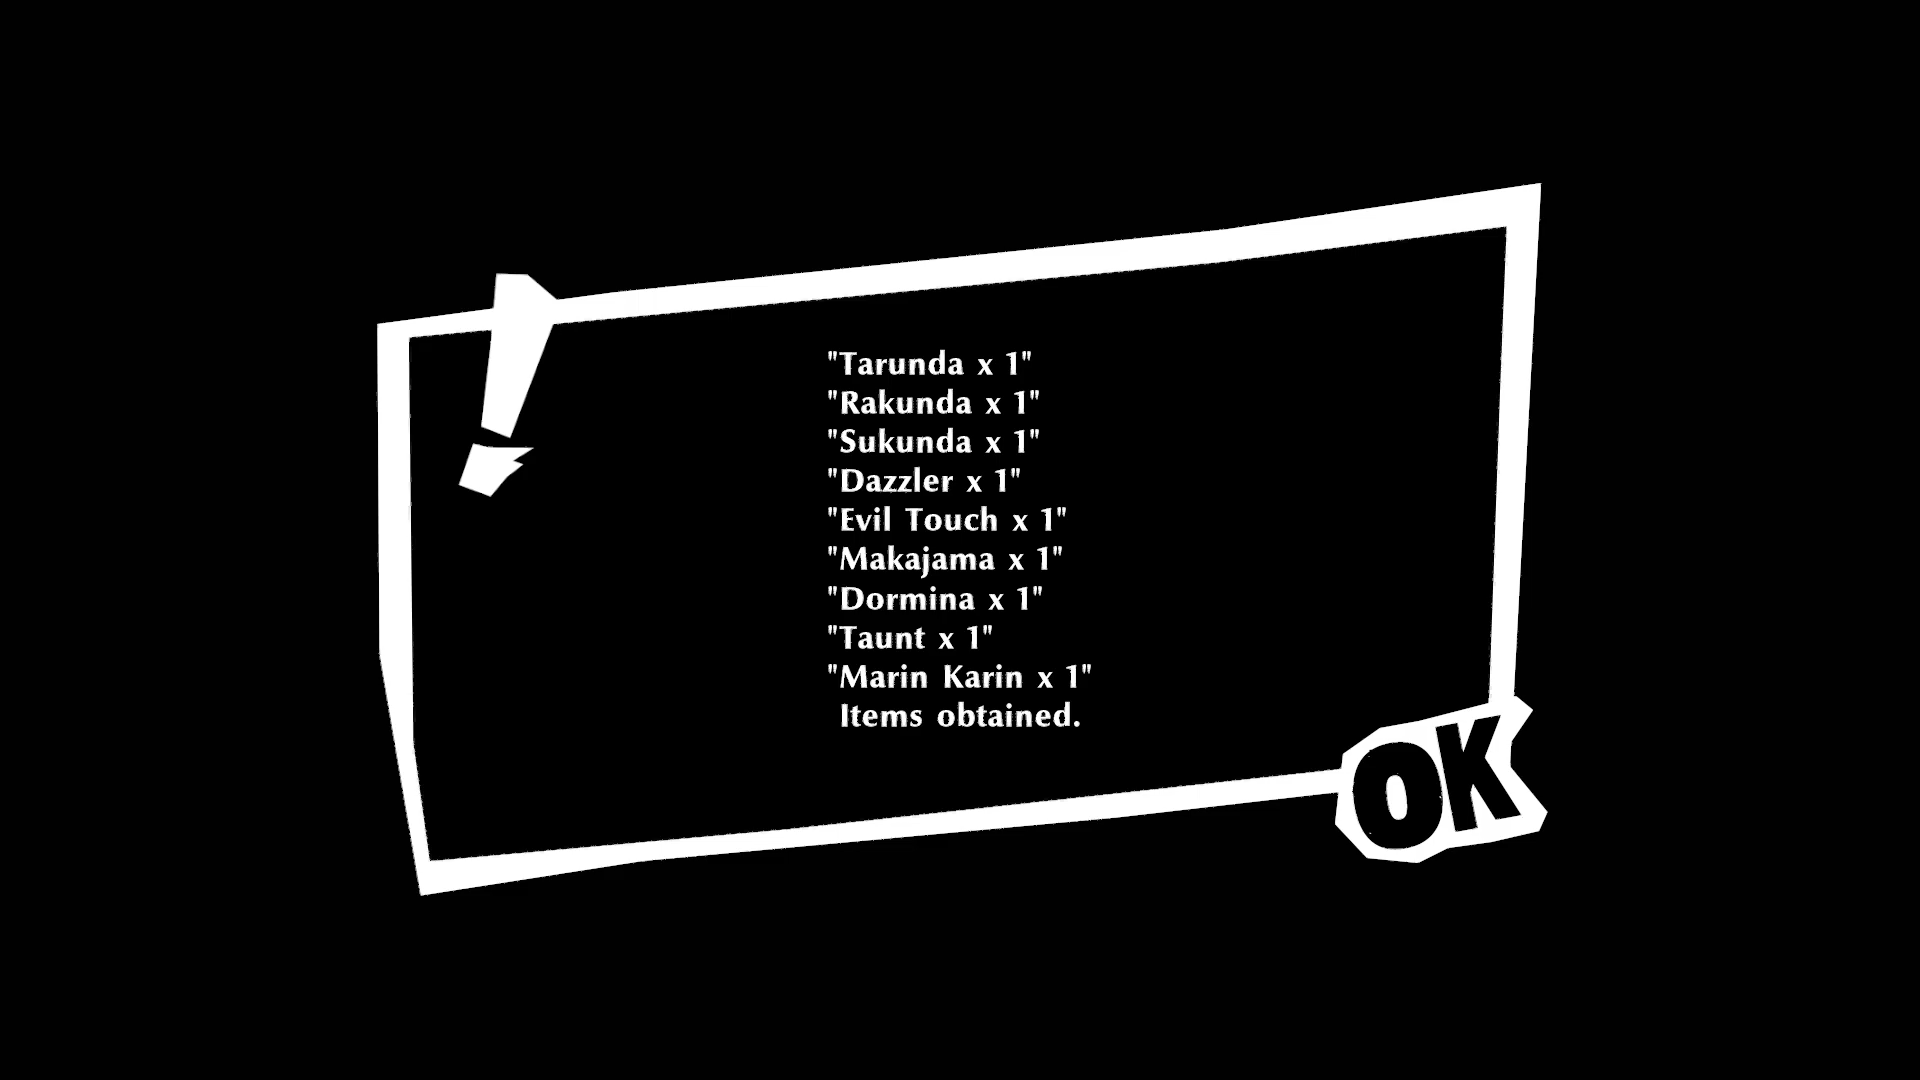 "Tarunda x 1"
"Rakunda x 1"
"Sukunda x 1"
"Dazzler x 1"
"Evil Touch x 1"
"Makajama x 1"
"Dormina x 1"
"Taunt x 1"
"Marin Karin x 1"
Items obtained.
OK